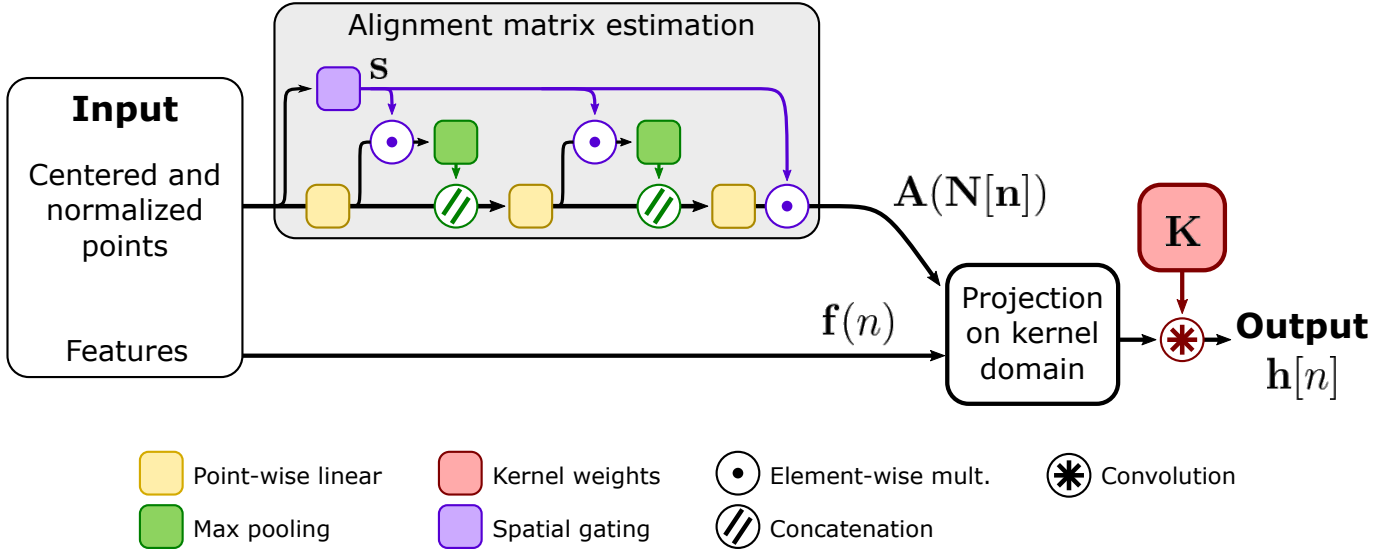 Alignment matrix estimation
s
Input
Centered and
normalized
points
Features
A(N[n])
f(n)
Projection
on kernel
domain
K
Output
h[n]
Point-wise linear
Kernel weights
Element-wise mult.
Convolution
Max pooling
Spatial gating
Concatenation